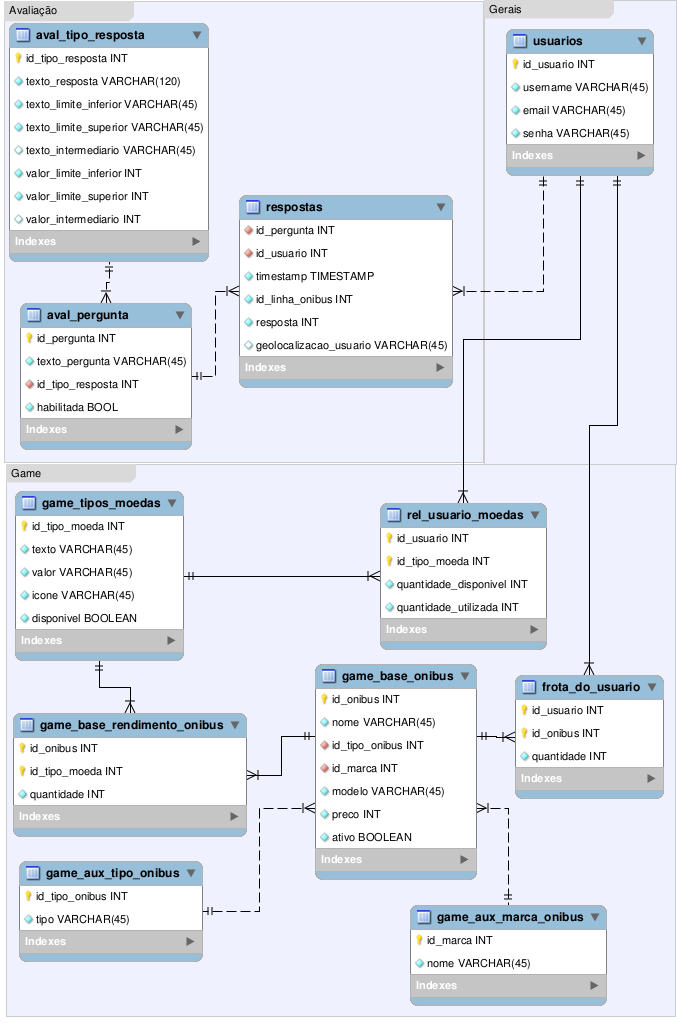 Avaliação
aval_tipo_resposta
id_tipo_resposta INT
texto_resposta VARCHAR(120)
texto_limite_inferior VARCHAR(45)
texto_limite_superior VARCHAR(45)
texto_intermediario VARCHAR(45)
valor_limite_inferior INT
valor_limite_superior INT
valor_intermediario INT
Indexes
aval_pergunta
id_pergunta INT
texto_pergunta VARCHAR(45)
id_tipo_resposta INT
habilitada BOOL
Indexes
respostas
id_pergunta INT
id_usuario INT
timestamp TIMESTAMP
id_linha_onibus INT
resposta INT
geolocalizacao_usuario VARCHAR(45)
Indexes
Gerais
usuarios
id_usuario INT
username VARCHAR(45)
email VARCHAR(45)
senha VARCHAR(45)
Indexes
Game
game_tipos_moedas
id_tipo_moeda INT
texto VARCHAR(45)
valor VARCHAR(45)
icone VARCHAR(45)
disponivel BOOLEAN
Indexes
rel_usuario_moedas
id_usuario INT
id_tipo_moeda INT
quantidade_disponivel INT
quantidade_utilizada INT
Indexes
game_base_rendimento_onibus
id_onibus INT
id_tipo_moeda INT
quantidade INT
Indexes
game_base_onibus
id_onibus INT
nome VARCHAR(45)
id_tipo_onibus INT
id_marca INT
modelo VARCHAR(45)
preco INT
ativo BOOLEAN
Indexes
frota_do_usuario
id_usuario INT
id_onibus INT
quantidade INT
Indexes
game_aux_tipo_onibus
id_tipo_onibus INT
tipo VARCHAR(45)
Indexes
game_aux_marca_onibus
id_marca INT
nome VARCHAR(45)
Indexes